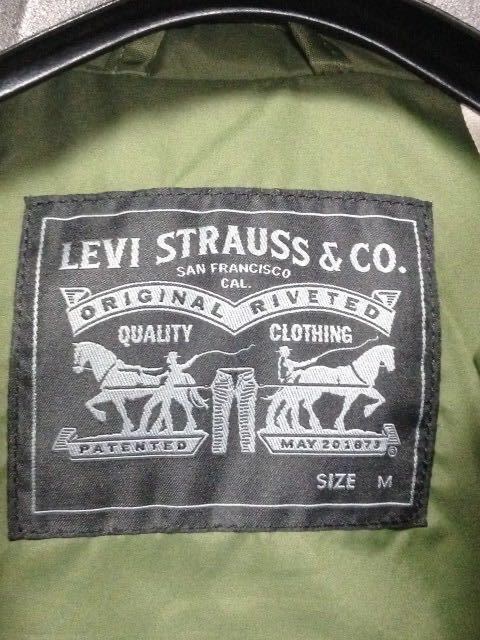 LEVI STRAUSS & CO.
SAN FRANCISCO
CAL.
ORIGINAL RIVETED
QUALITY CLOTHING
PATENTED MAY 20 1873
®
SIZE M